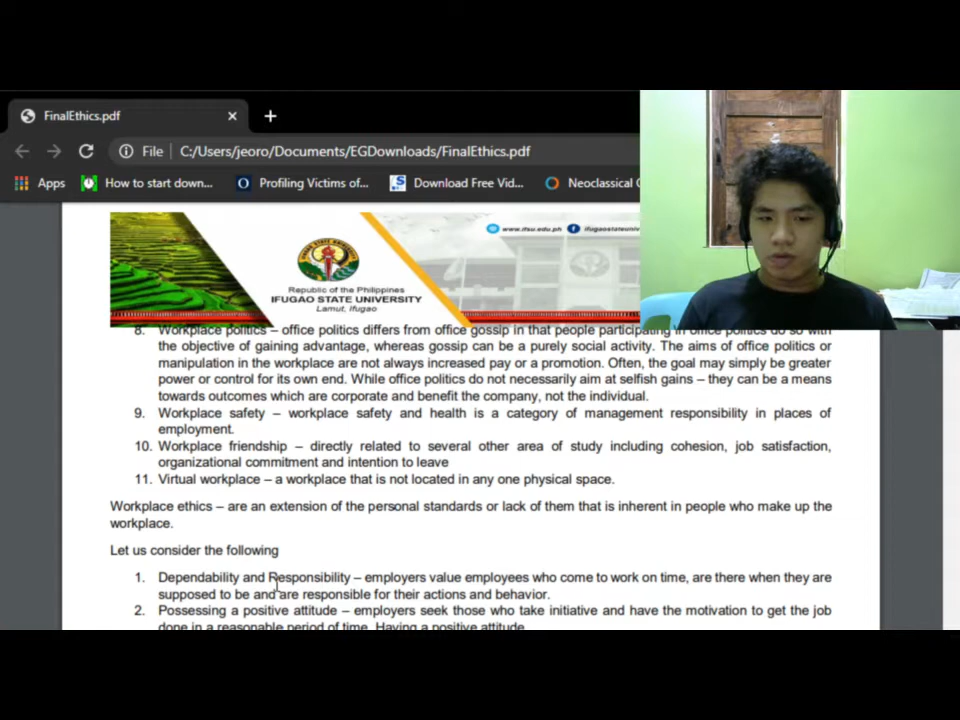 FinalEthics.pdf
File
C:/Users/jeoro/Documents/EGDownloads/FinalEthics.pdf
Apps
How to start down...
Profiling Victims of...
Download Free Vid...
Neoclassical
www.ifsu.edu.ph
ifugaostateuniv
IFUGAO STATE UNIVERSITY
Republic of the Philippines
IFUGAO STATE UNIVERSITY
Lamut, Ifugao
8. Workplace politics – office politics differs from office gossip in that people participating in office politics do so with
the objective of gaining advantage, whereas gossip can be a purely social activity. The aims of office politics or
manipulation in the workplace are not always increased pay or a promotion. Often, the goal may simply be greater
power or control for its own end. While office politics do not necessarily aim at selfish gains – they can be a means
towards outcomes which are corporate and benefit the company, not the individual.
9. Workplace safety – workplace safety and health is a category of management responsibility in places of
employment.
10. Workplace friendship – directly related to several other area of study including cohesion, job satisfaction,
organizational commitment and intention to leave
11. Virtual workplace – a workplace that is not located in any one physical space.
Workplace ethics – are an extension of the personal standards or lack of them that is inherent in people who make up the
workplace.
Let us consider the following
1. Dependability and Responsibility – employers value employees who come to work on time, are there when they are
supposed to be and are responsible for their actions and behavior.
2. Possessing a positive attitude – employers seek those who take initiative and have the motivation to get the job
done in a reasonable period of time. Having a positive attitude